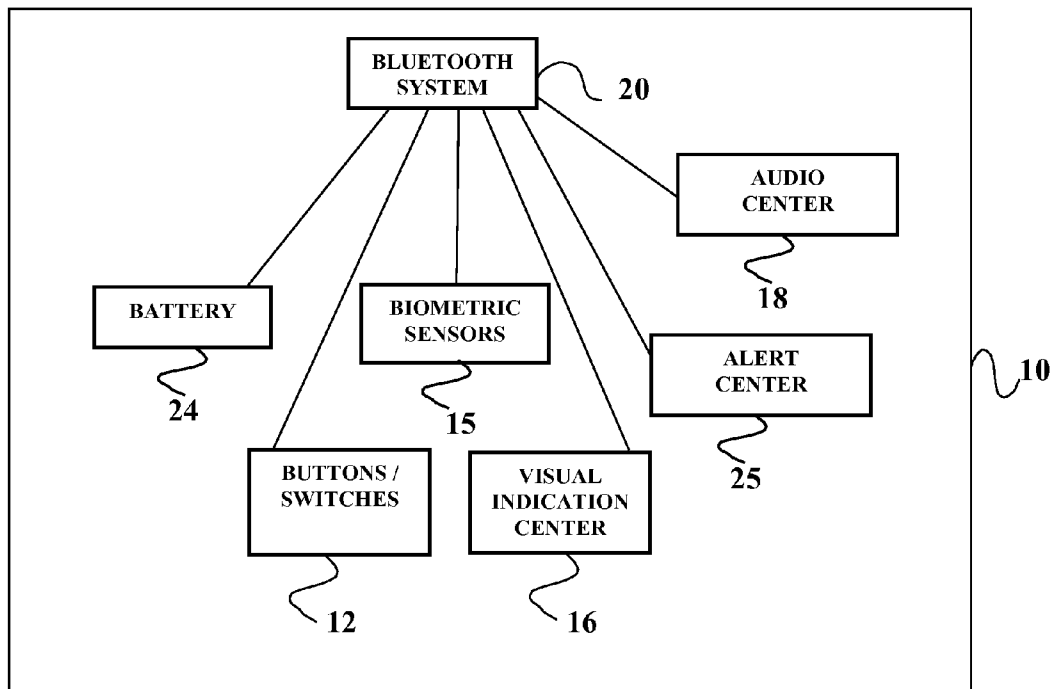 BLUETOOTH
SYSTEM
20
AUDIO
CENTER
18
BATTERY
24
BIOMETRIC
SENSORS
15
ALERT
CENTER
25
10
BUTTONS /
SWITCHES
12
VISUAL
INDICATION
CENTER
16